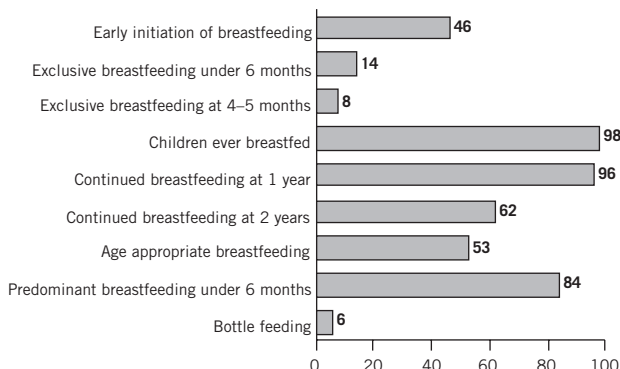 Early initiation of breastfeeding 46
Exclusive breastfeeding under 6 months 14
Exclusive breastfeeding at 4–5 months 8
Children ever breastfed 98
Continued breastfeeding at 1 year 96
Continued breastfeeding at 2 years 62
Age appropriate breastfeeding 53
Predominant breastfeeding under 6 months 84
Bottle feeding 6
0 20 40 60 80 100